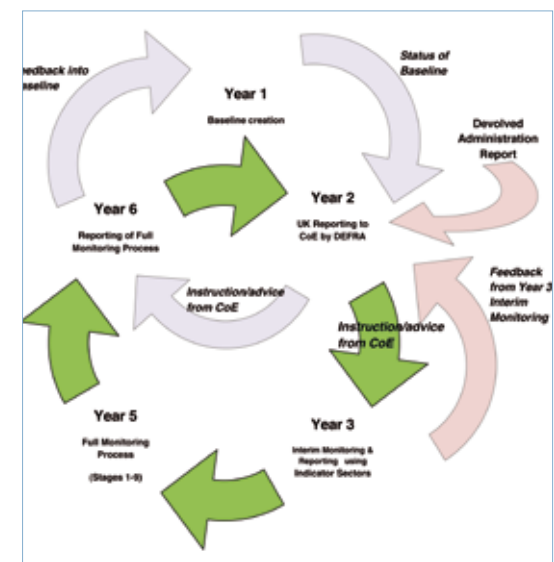 eedback into
aseline
Status of
Baseline
Year 1
Baseline creation
Devolved
Administration
Report
Year 6
Reporting of Full
Monitoring Process
Year 2
UK Reporting to
CoE by DEFRA
Instruction/advice
from CoE
Feedback
from Year 3
Interim
Monitoring
Instruction/advice
from CoE
Year 5
Full Monitoring
Process
(Stages 1-9)
Year 3
Interim Monitoring &
Reporting using
Indicator Sectors